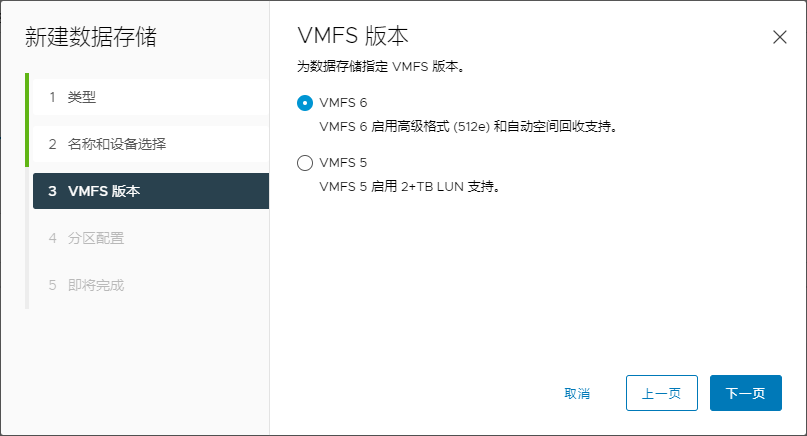 新建数据存储
1 类型
2 名称和设备选择
3 VMFS 版本
4 分区配置
5 即将完成
VMFS 版本
为数据存储指定 VMFS 版本。
VMFS 6
VMFS 6 启用高级格式 (512e) 和自动空间回收支持。
VMFS 5
VMFS 5 启用 2+TB LUN 支持。
取消
上一页
下一页